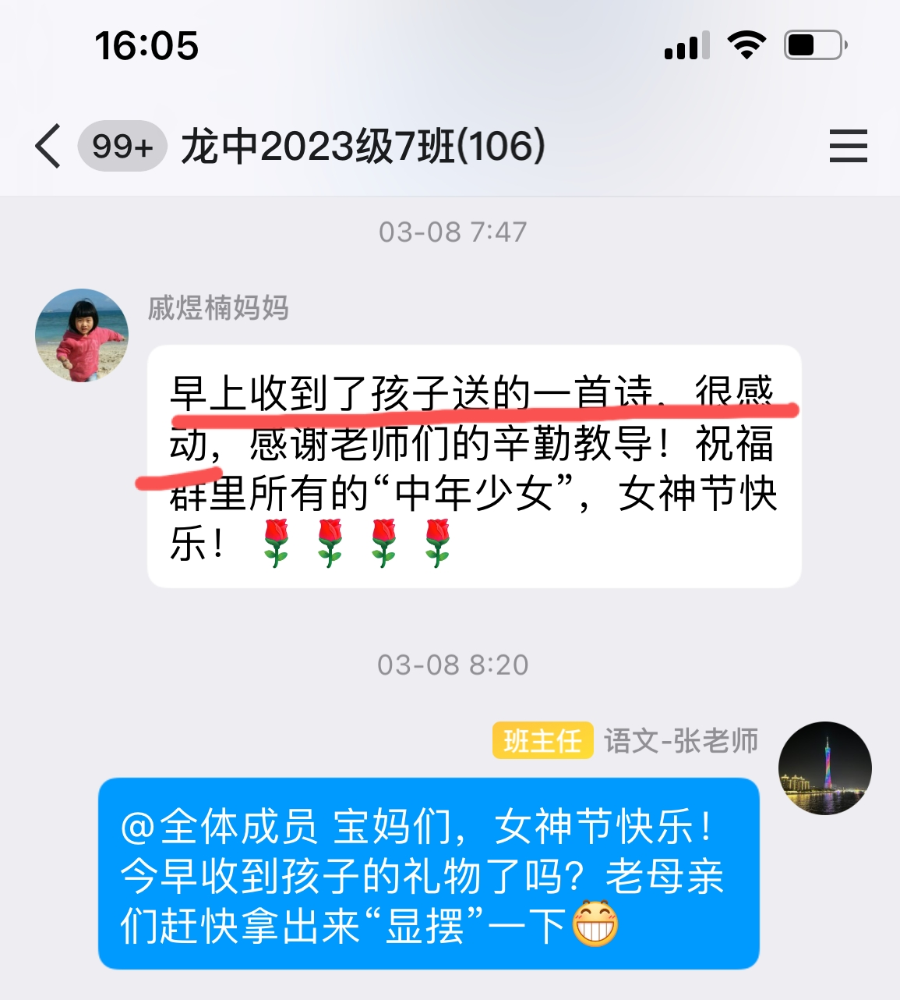 16:05
99+ 龙中2023级7班(106)
03-08 7:47
戚煜楠妈妈
早上收到了孩子送的一首诗，很感
动，感谢老师们的辛勤教导！祝福
群里所有的“中年少女”，女神节快
乐！🌹🌹🌹🌹
03-08 8:20
班主任 语文-张老师
@全体成员 宝妈们，女神节快乐！
今早收到孩子的礼物了吗？老母亲
们赶快拿出来“显摆”一下😁